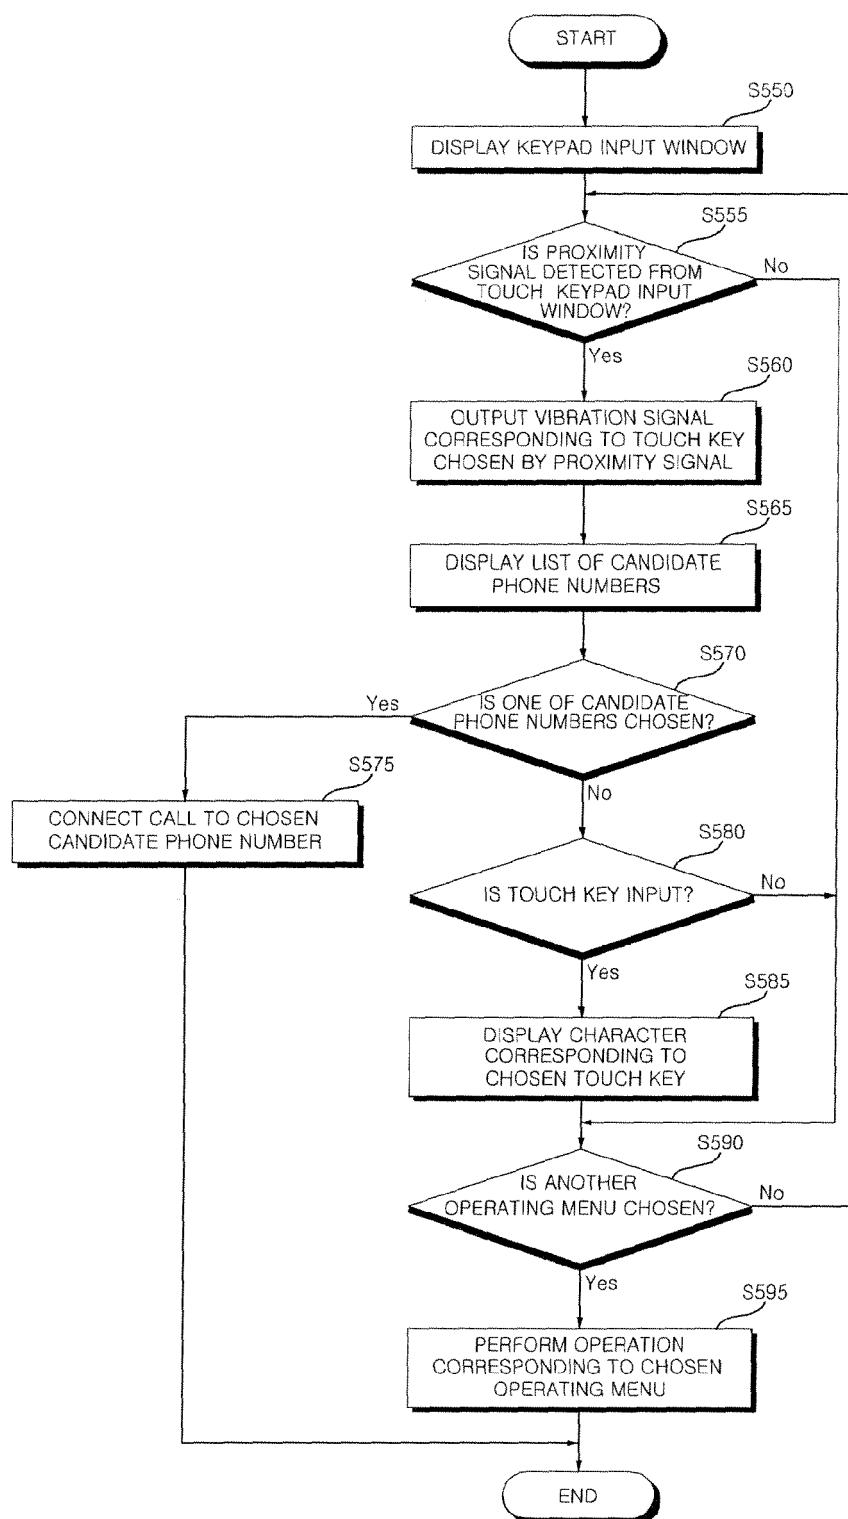 START
S550
DISPLAY KEYPAD INPUT WINDOW
S555
IS PROXIMITY
SIGNAL DETECTED FROM
TOUCH KEYPAD INPUT
WINDOW?
No
Yes
S560
OUTPUT VIBRATION SIGNAL
CORRESPONDING TO TOUCH KEY
CHOSEN BY PROXIMITY SIGNAL
S565
DISPLAY LIST OF CANDIDATE
PHONE NUMBERS
S570
Yes
IS ONE OF CANDIDATE
PHONE NUMBERS CHOSEN?
S575
No
CONNECT CALL TO CHOSEN
CANDIDATE PHONE NUMBER
S580
IS TOUCH KEY INPUT?
No
Yes
S585
DISPLAY CHARACTER
CORRESPONDING TO
CHOSEN TOUCH KEY
S590
IS ANOTHER
OPERATING MENU CHOSEN?
No
Yes
S595
PERFORM OPERATION
CORRESPONDING TO CHOSEN
OPERATING MENU
END